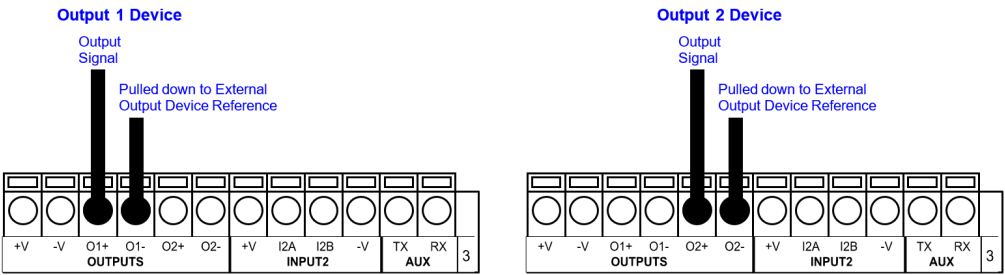 Output 1 Device
Output
Signal
Pulled down to External
Output Device Reference
+V -V O1+ O1- O2+ O2- +V I2A I2B -V TX RX
OUTPUTS INPUT2 AUX 3
Output 2 Device
Output
Signal
Pulled down to External
Output Device Reference
+V -V O1+ O1- O2+ O2- +V I2A I2B -V TX RX
OUTPUTS INPUT2 AUX 3